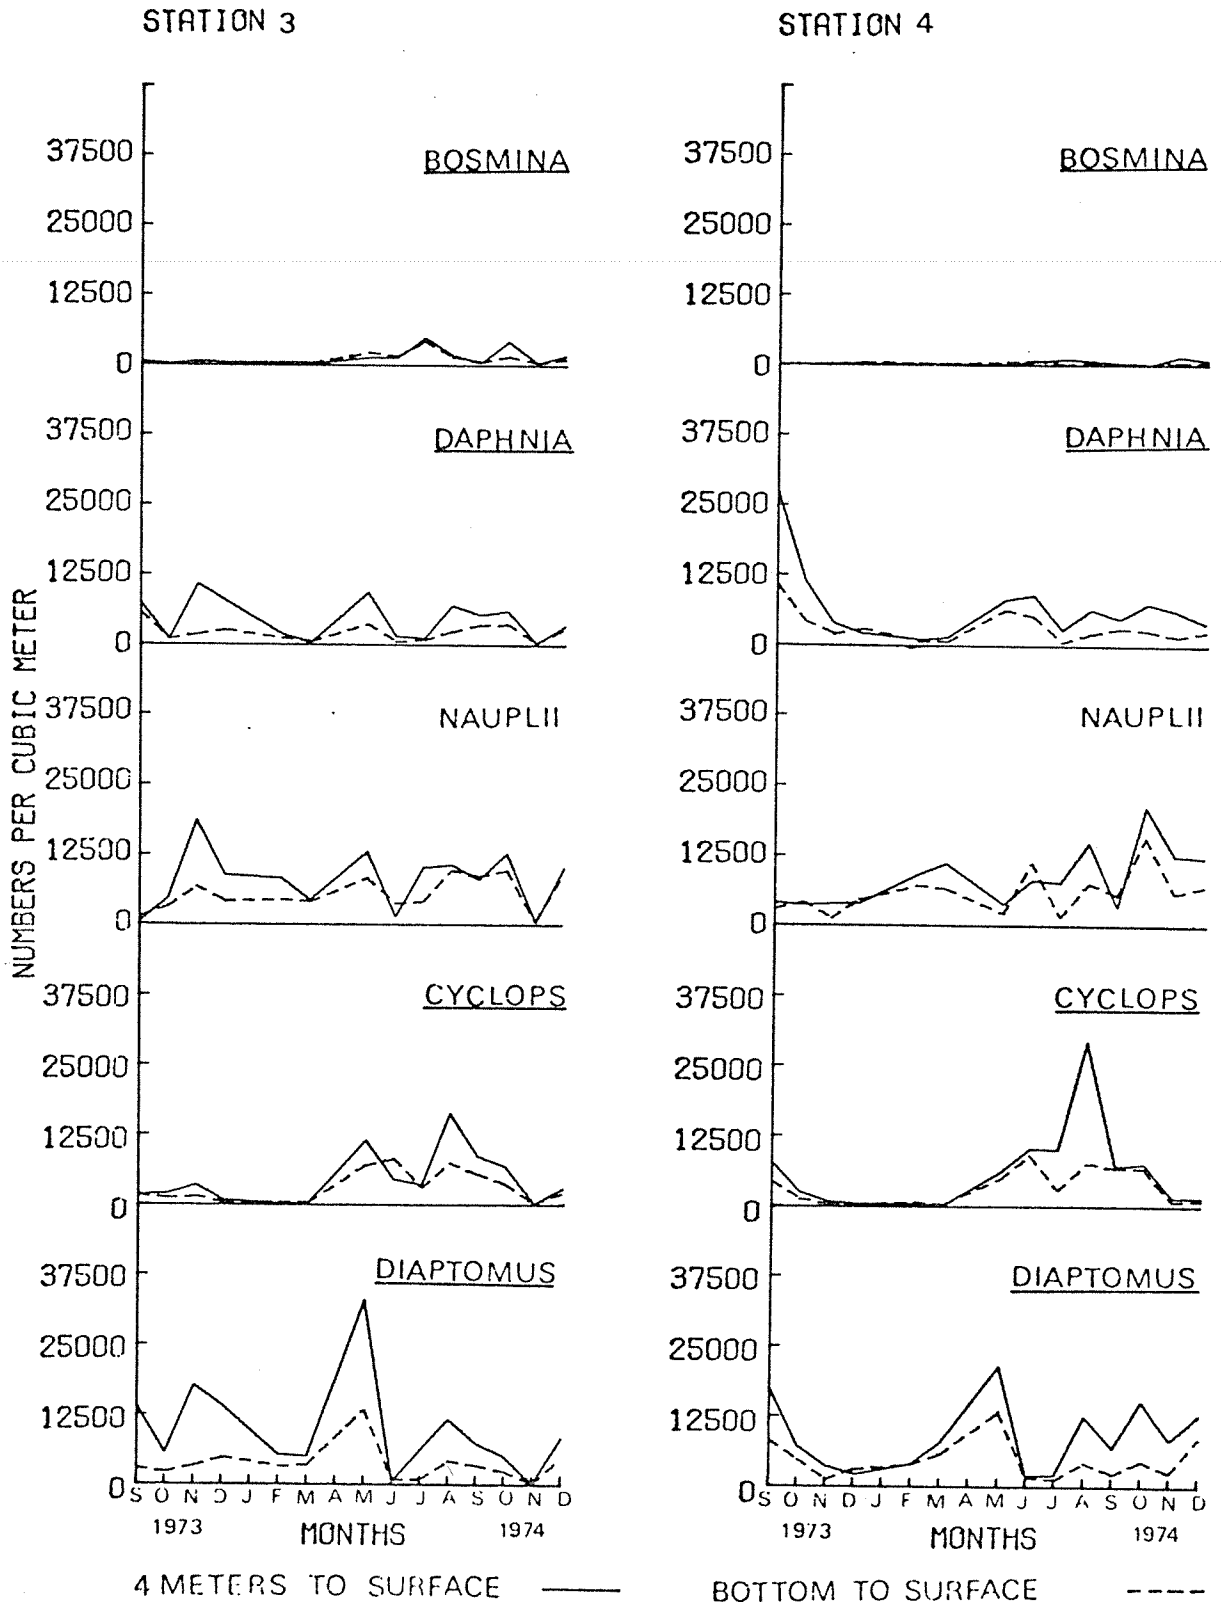 STATION 3
STATION 4
NUMBERS PER CUBIC METER
37500
25000
12500
0
BOSMINA
37500
25000
12500
0
DAPHNIA
37500
25000
12500
0
NAUPLII
37500
25000
12500
0
CYCLOPS
37500
25000
12500
0
DIAPTOMUS
S O N D J F M A M J J A S O N D
1973 MONTHS 1974
37500
25000
12500
0
BOSMINA
37500
25000
12500
0
DAPHNIA
37500
25000
12500
0
NAUPLII
37500
25000
12500
0
CYCLOPS
37500
25000
12500
0
DIAPTOMUS
S O N D J F M A M J J A S O N D
1973 MONTHS 1974
4 METERS TO SURFACE
BOTTOM TO SURFACE